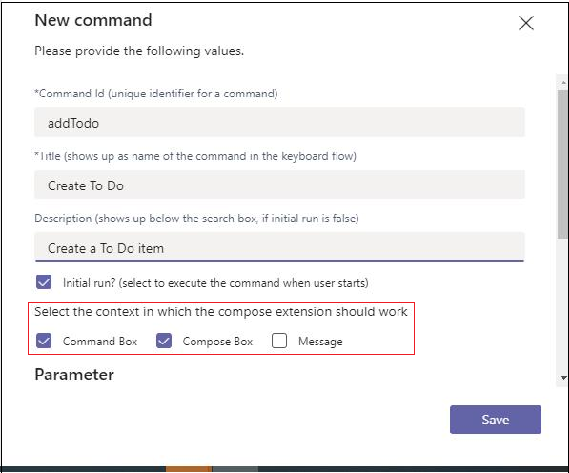 New command
Please provide the following values.
*Command Id (unique identifier for a command)
addTodo
*Title (shows up as name of the command in the keyboard flow)
Create To Do
Description (shows up below the search box, if initial run is false)
Create a To Do item
Initial run? (select to execute the command when user starts)
Select the context in which the compose extension should work
Command Box Compose Box Message
Parameter
Save